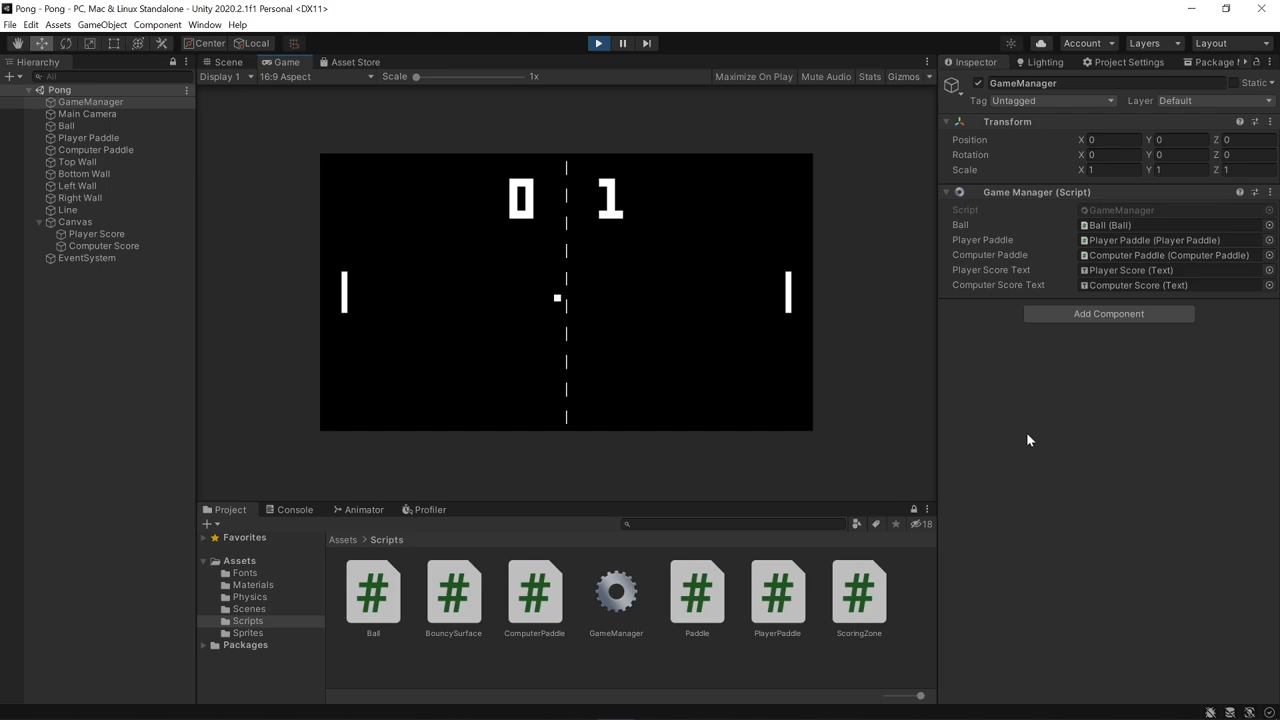 Pong - Pong - PC, Mac & Linux Standalone - Unity 2020.2.1f1 Personal <DX11>
File Edit Assets GameObject Component Window Help
Center Local Account Layers Layout
Hierarchy Scene Game Asset Store Inspector Lighting Project Settings Package
All Display 1 16:9 Aspect Scale 1x Maximize On Play Mute Audio Stats Gizmos
Pong
GameManager
Main Camera
Ball
Player Paddle
Computer Paddle
Top Wall
Bottom Wall
Left Wall
Right Wall
Line
Canvas
Player Score
Computer Score
EventSystem
0 1
GameManager Static
Tag Untagged Layer Default
Transform
Position X 0 Y 0 Z 0
Rotation X 0 Y 0 Z 0
Scale X 1 Y 1 Z 1
Game Manager (Script)
Script GameManager
Ball Ball (Ball)
Player Paddle Player Paddle (Player Paddle)
Computer Paddle Computer Paddle (Computer Paddle)
Player Score Text Player Score (Text)
Computer Score Text Computer Score (Text)
Add Component
Project Console Animator Profiler
18
Favorites
Assets
Fonts
Materials
Physics
Scenes
Scripts
Sprites
Packages
Assets > Scripts
# # # # # #
Ball BouncySurface ComputerPaddle GameManager Paddle PlayerPaddle ScoringZone